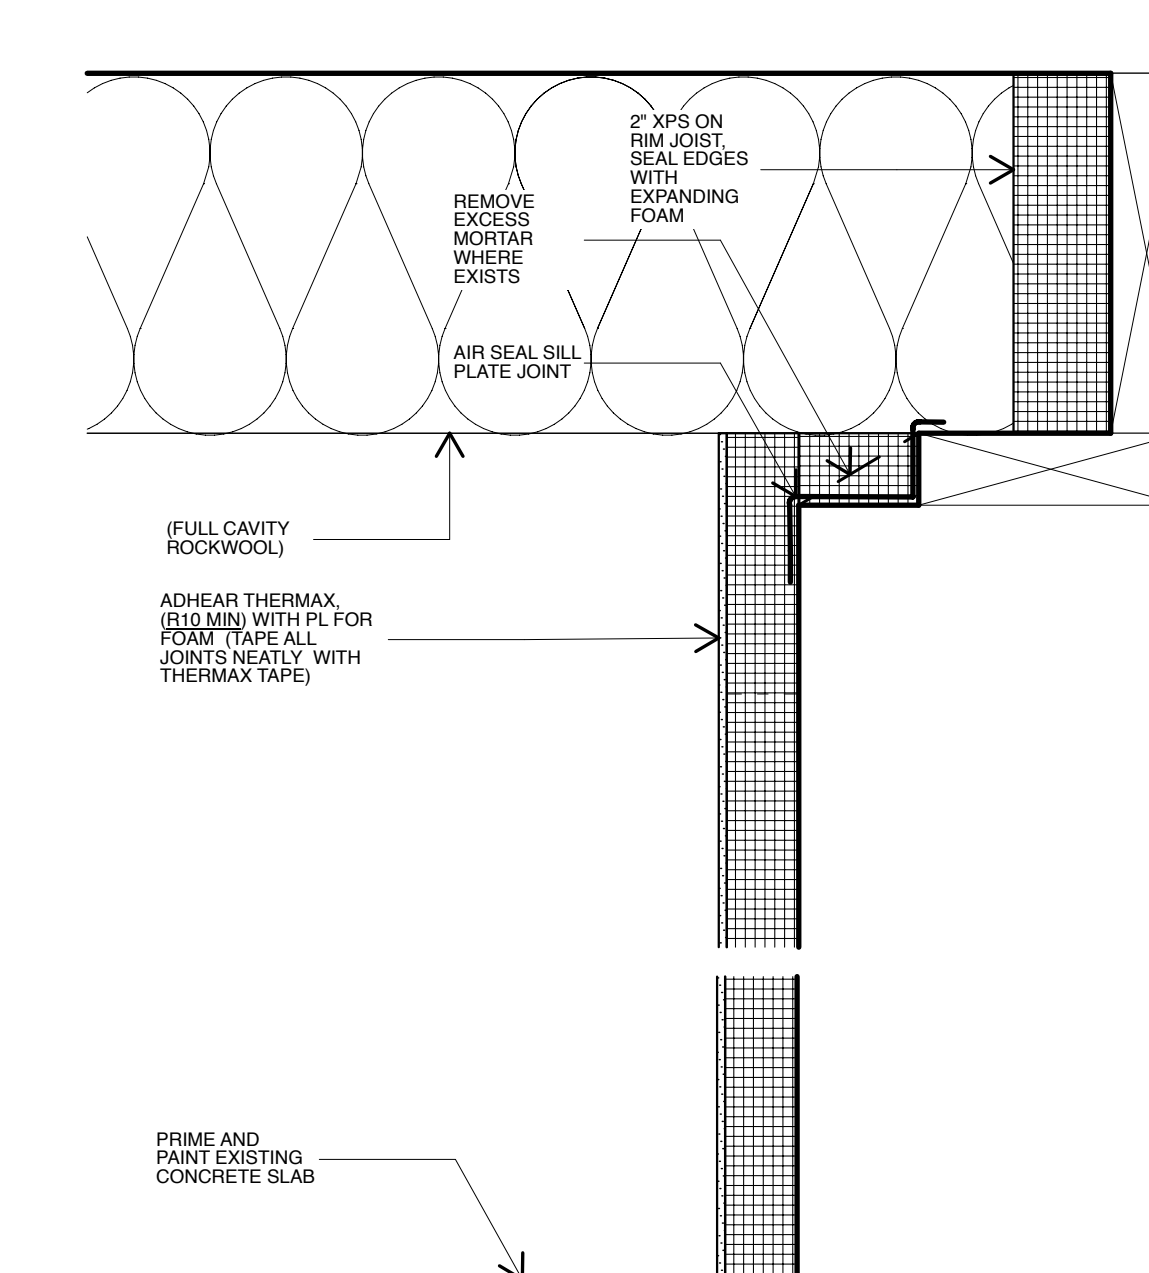 2" XPS ON
RIM JOIST,
SEAL EDGES
WITH
EXPANDING
FOAM
REMOVE
EXCESS
MORTAR
WHERE
EXISTS
AIR SEAL SILL
PLATE JOINT
(FULL CAVITY
ROCKWOOL)
ADHEAR THERMAX,
(R10 MIN) WITH PL FOR
FOAM (TAPE ALL
JOINTS NEATLY WITH
THERMAX TAPE)
PRIME AND
PAINT EXISTING
CONCRETE SLAB